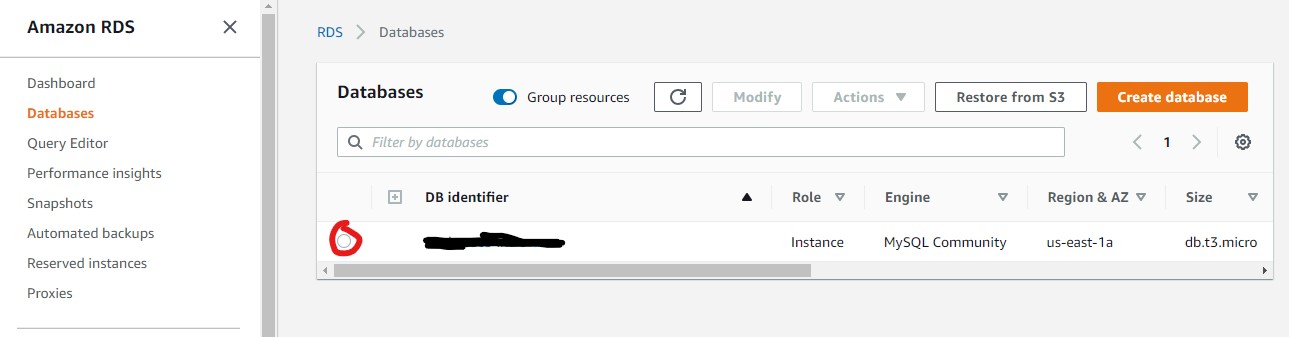 Amazon RDS
Dashboard
Databases
Query Editor
Performance insights
Snapshots
Automated backups
Reserved instances
Proxies
RDS > Databases
Databases Group resources Modify Actions Restore from S3 Create database
Filter by databases 1
DB identifier Role Engine Region & AZ Size
Instance MySQL Community us-east-1a db.t3.micro